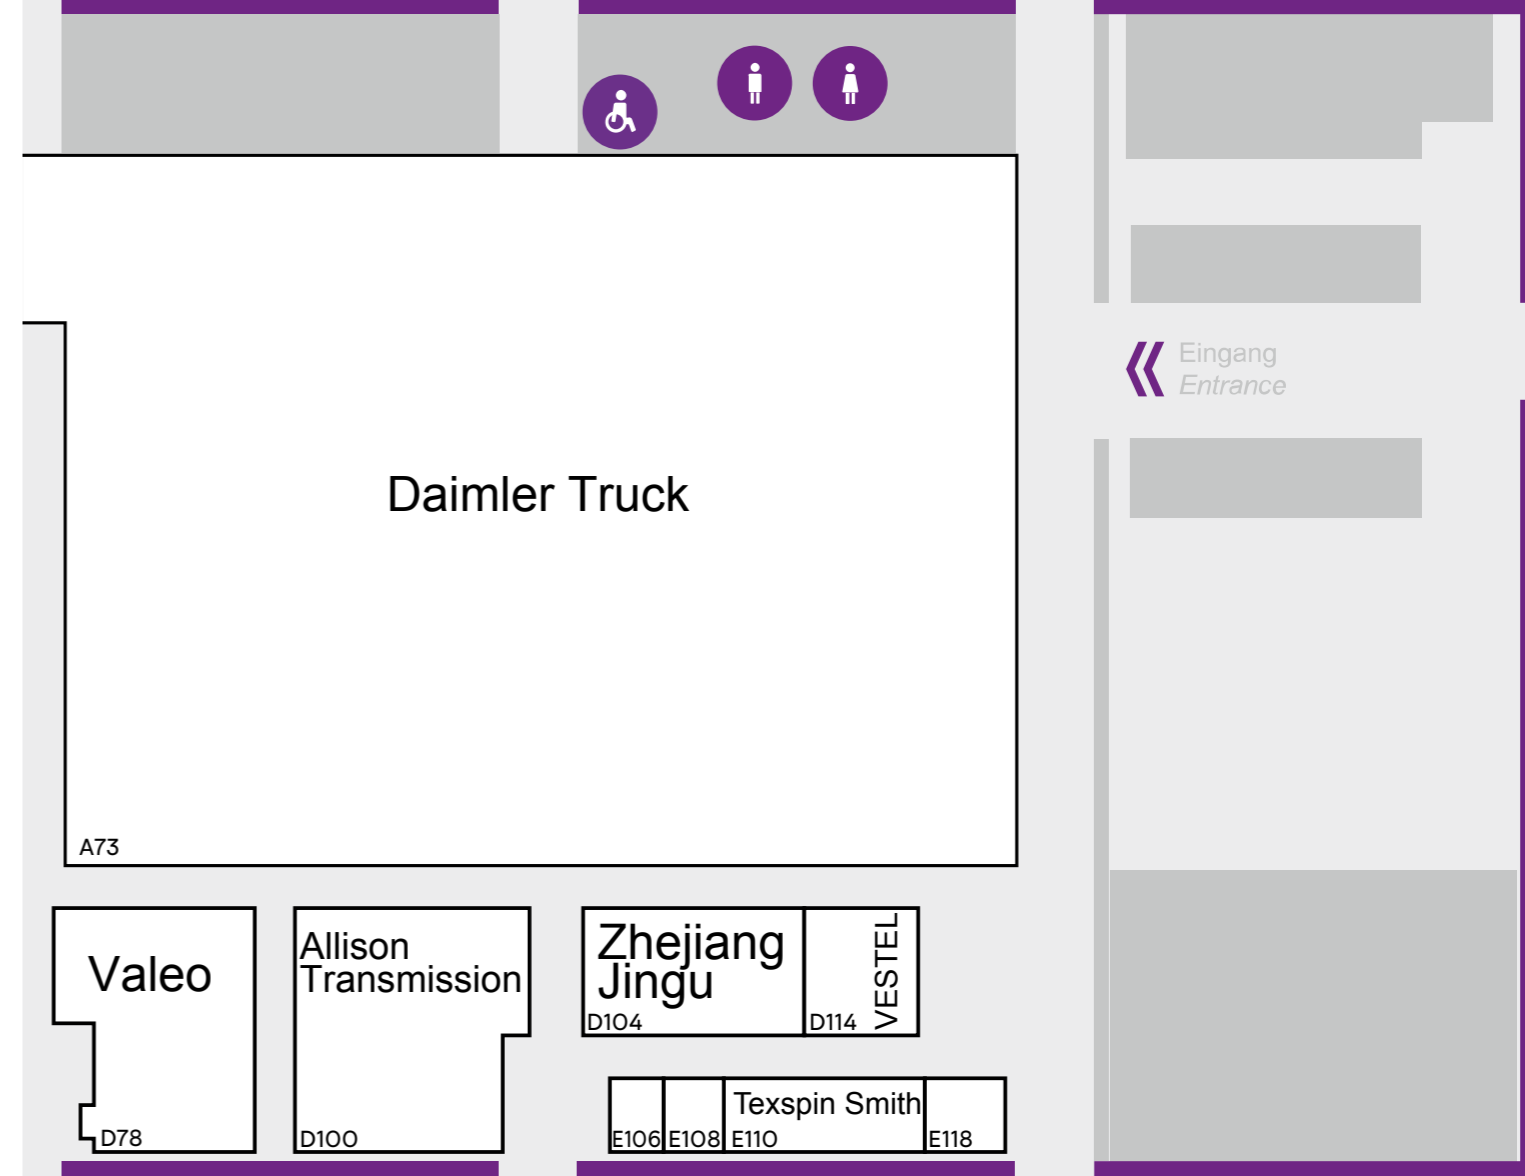 Eingang
Entrance
Daimler Truck
A73
Valeo
D78
Allison
Transmission
D100
Zhejiang
Jingu
D104
VESTEL
D114
E106
E108
Texspin Smith
E110
E118